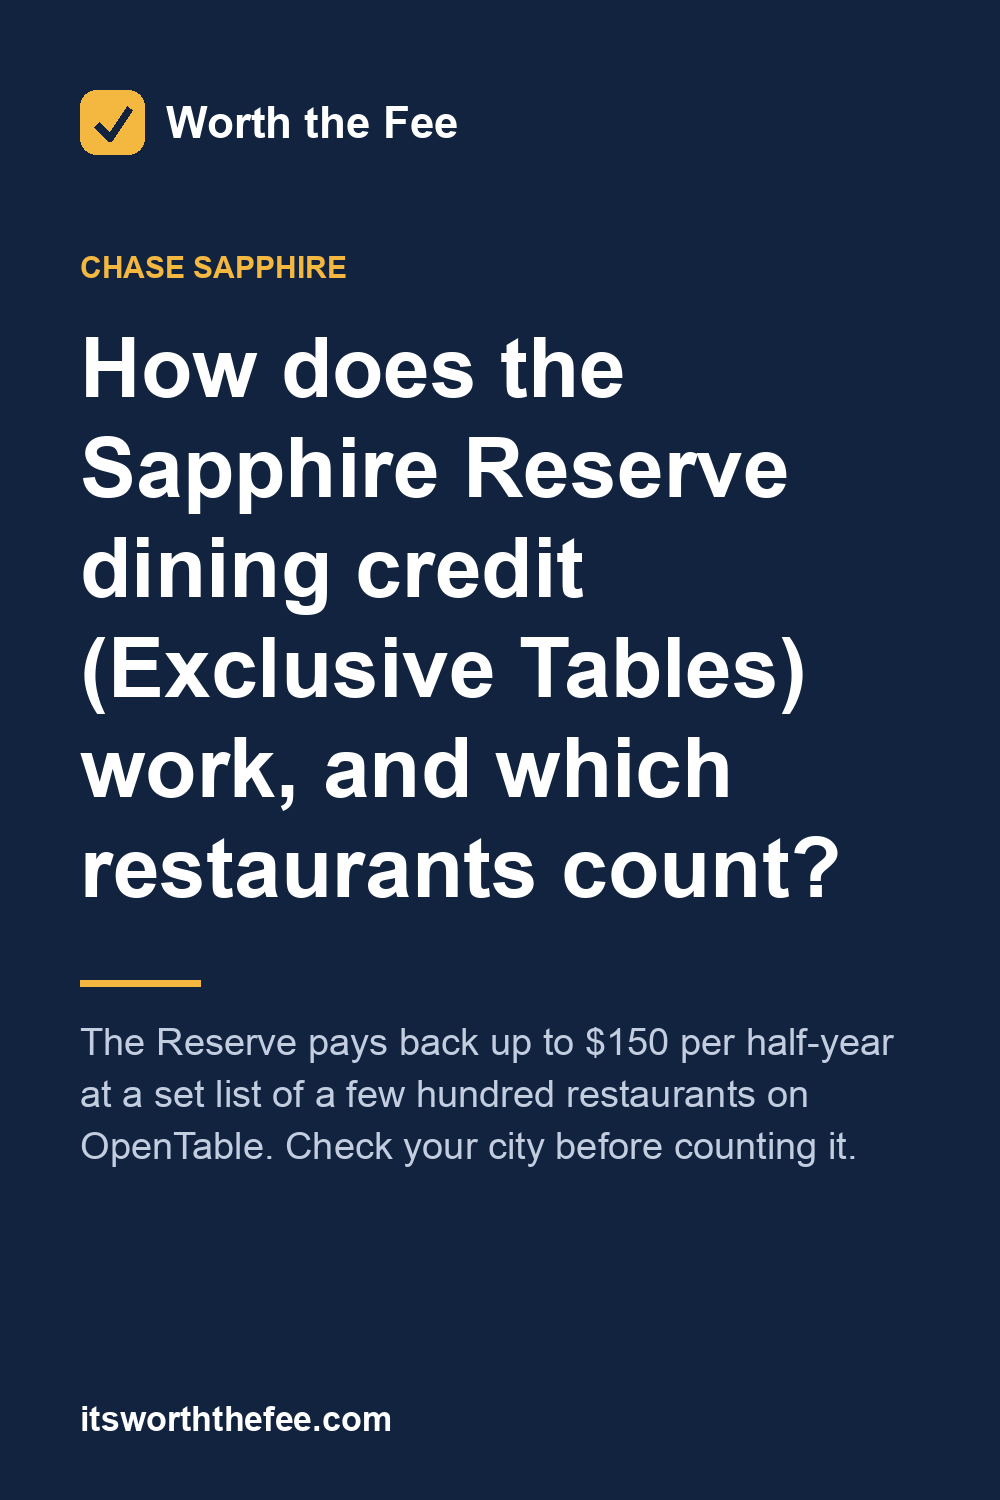 Worth the Fee
CHASE SAPPHIRE
How does the
Sapphire Reserve
dining credit
(Exclusive Tables)
work, and which
restaurants count?
The Reserve pays back up to $150 per half-year
at a set list of a few hundred restaurants on
OpenTable. Check your city before counting it.
itsworththefee.com